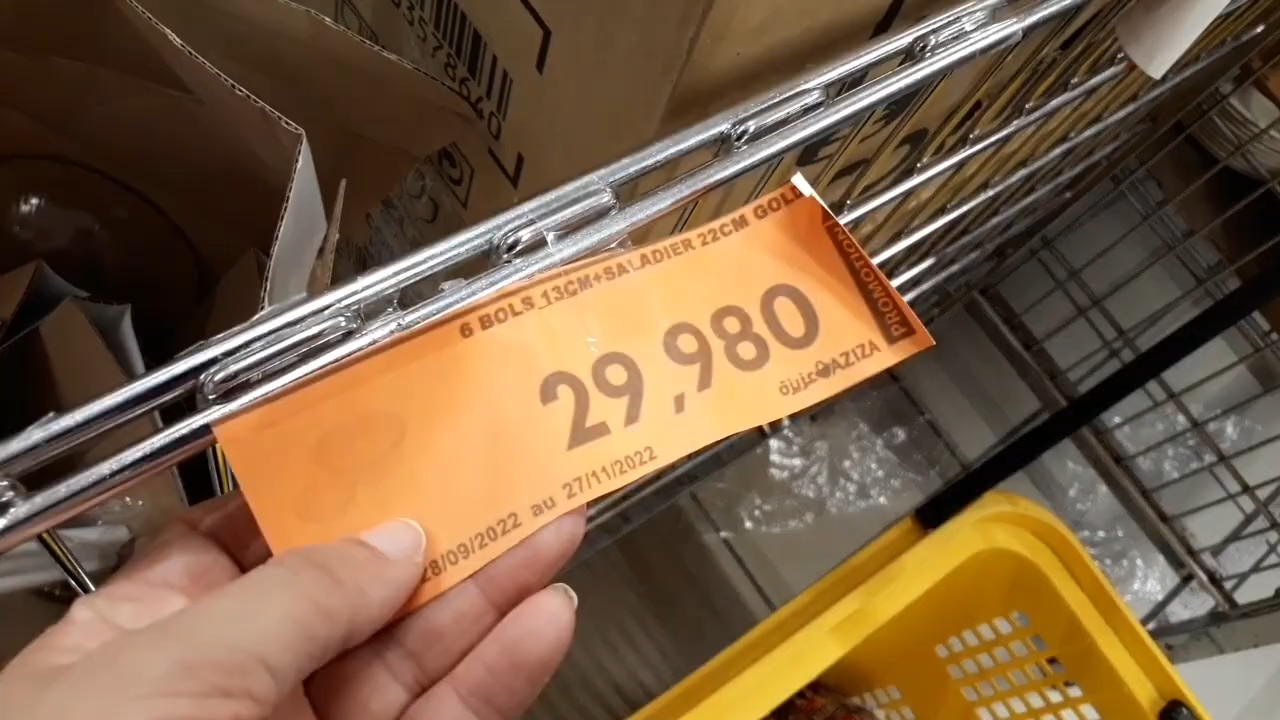 6 BOLS 13CM+SALADIER 22CM GOLD
29,980
PROMOTION
عزيزة AZIZA
28/09/2022 au 27/11/2022